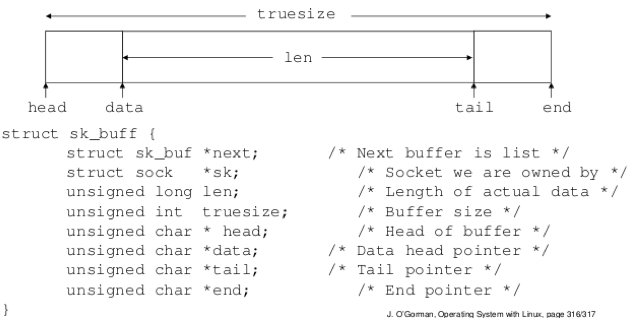 truesize
len
head data tail end
struct sk_buff {
struct sk_buf *next; /* Next buffer is list */
struct sock *sk; /* Socket we are owned by */
unsigned long len; /* Length of actual data */
unsigned int truesize; /* Buffer size */
unsigned char * head; /* Head of buffer */
unsigned char *data; /* Data head pointer */
unsigned char *tail; /* Tail pointer */
unsigned char *end; /* End pointer */
}
J. O'Gorman, Operating System with Linux, page 316/317